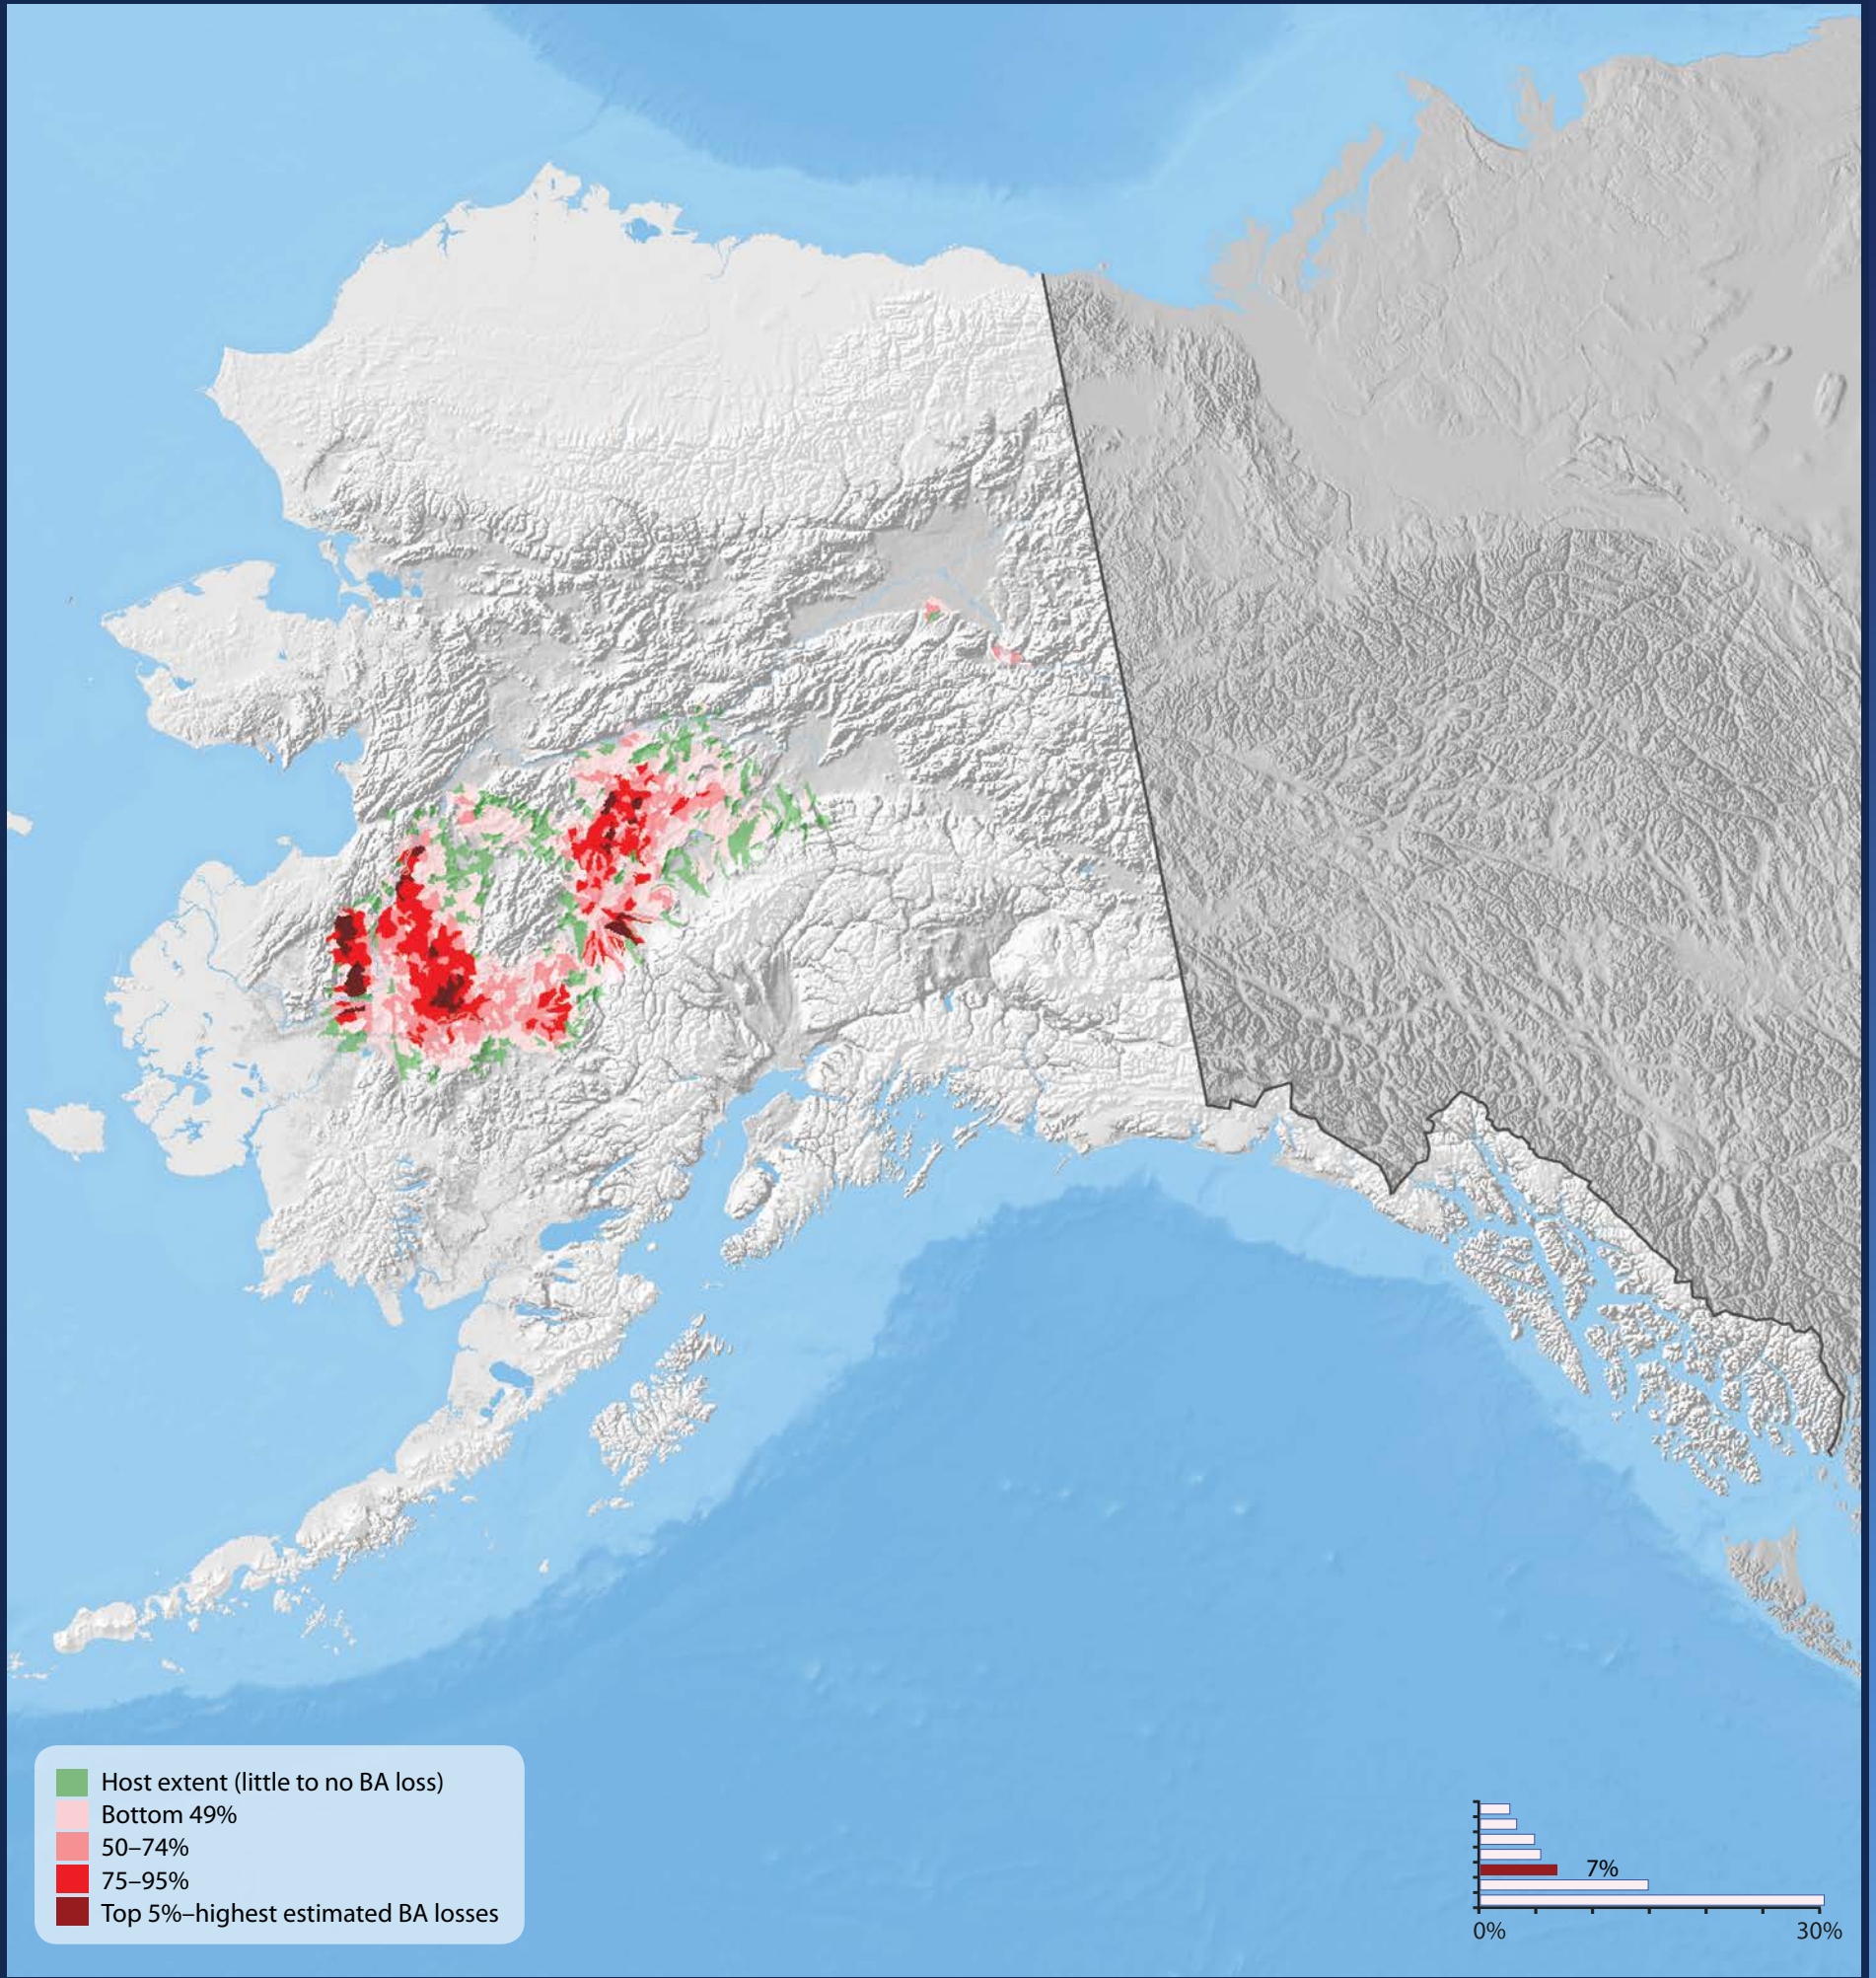 Host extent (little to no BA loss)
Bottom 49%
50–74%
75–95%
Top 5%–highest estimated BA losses
7%
0% 30%